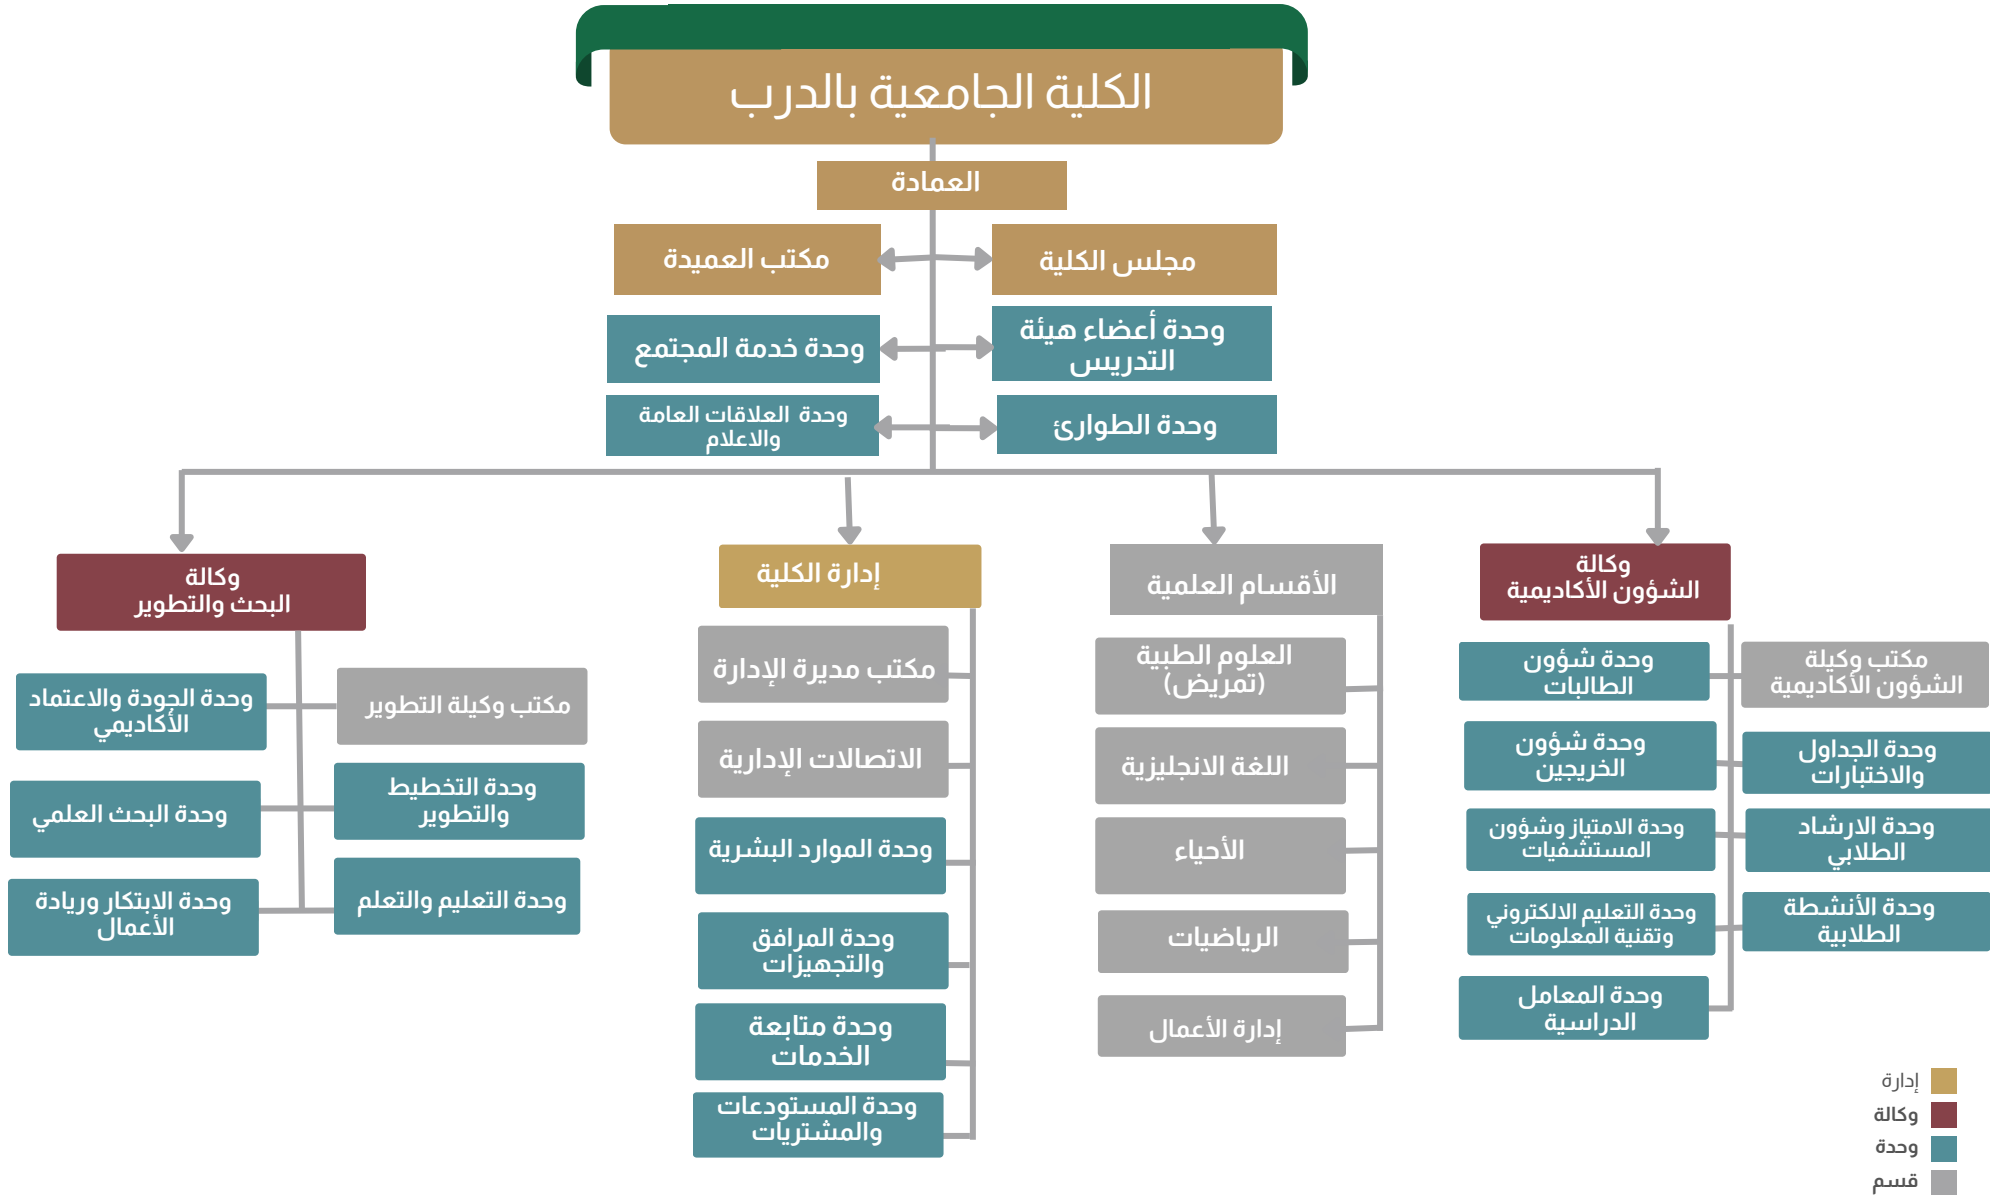 الكلية الجامعية بالدرب
العمادة
مجلس الكلية
مكتب العميدة
وحدة أعضاء هيئة
التدريس
وحدة خدمة المجتمع
وحدة الطوارئ
وحدة العلاقات العامة
والاعلام
وكالة
الشؤون الأكاديمية
مكتب وكيلة
الشؤون الأكاديمية
وحدة شؤون
الطالبات
وحدة الجداول
والاختبارات
وحدة شؤون
الخريجين
وحدة الارشاد
الطلابي
وحدة الامتياز وشؤون
المستشفيات
وحدة الأنشطة
الطلابية
وحدة التعليم الالكتروني
وتقنية المعلومات
وحدة المعامل
الدراسية
الأقسام العلمية
العلوم الطبية
(تمريض)
اللغة الانجليزية
الأحياء
الرياضيات
إدارة الأعمال
إدارة الكلية
مكتب مديرة الإدارة
الاتصالات الإدارية
وحدة الموارد البشرية
وحدة المرافق
والتجهيزات
وحدة متابعة
الخدمات
وحدة المستودعات
والمشتريات
وكالة
البحث والتطوير
مكتب وكيلة التطوير
وحدة الجودة والاعتماد
الأكاديمي
وحدة التخطيط
والتطوير
وحدة البحث العلمي
وحدة التعليم والتعلم
وحدة الابتكار وريادة
الأعمال
إدارة
وكالة
وحدة
قسم